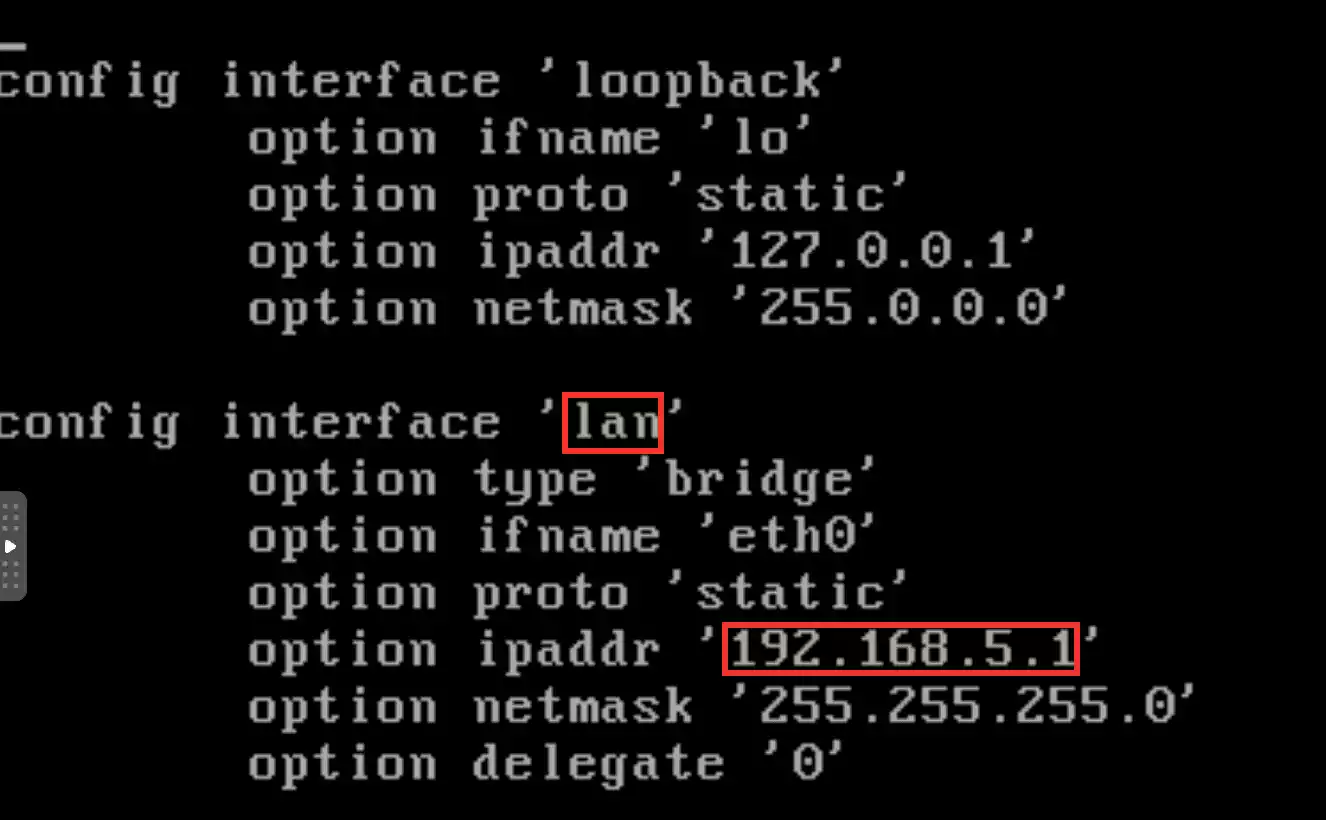 config interface 'loopback'
option ifname 'lo'
option proto 'static'
option ipaddr '127.0.0.1'
option netmask '255.0.0.0'
config interface 'lan'
option type 'bridge'
option ifname 'eth0'
option proto 'static'
option ipaddr '192.168.5.1'
option netmask '255.255.255.0'
option delegate '0'